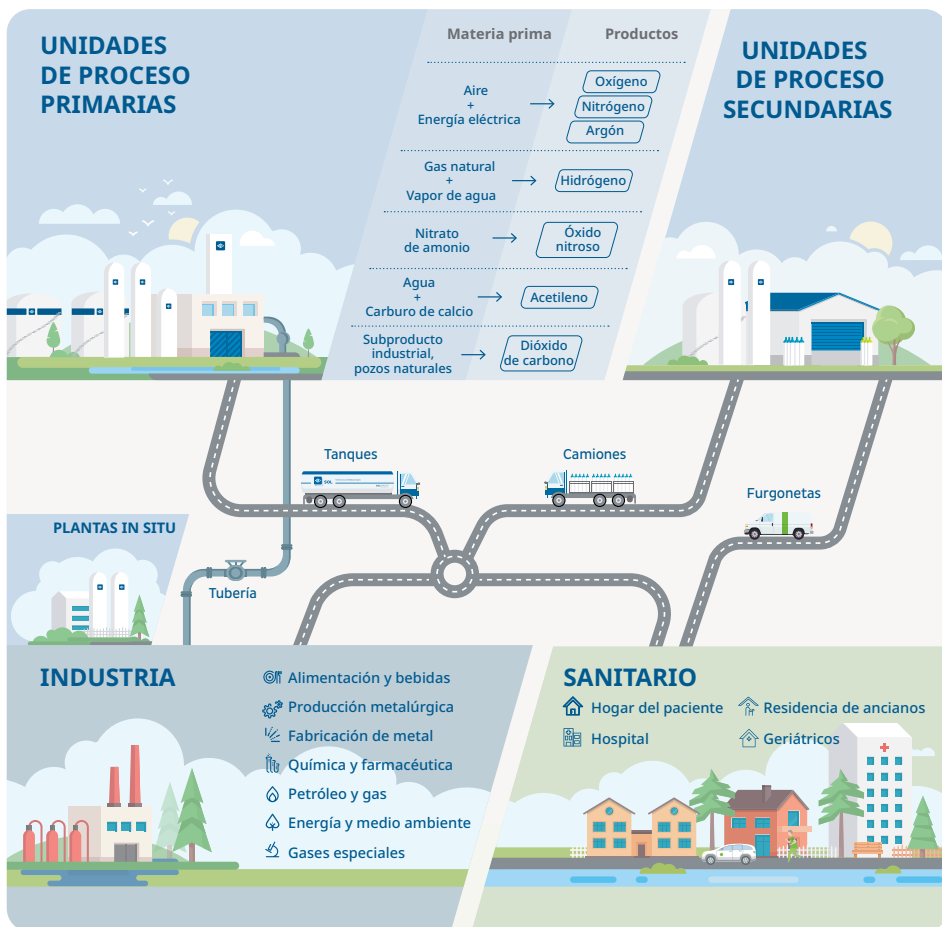 UNIDADES
DE PROCESO
PRIMARIAS
Materia prima
Productos
Aire
+
Energía eléctrica
Oxígeno
Nitrógeno
Argón
Gas natural
+
Vapor de agua
Hidrógeno
Nitrato
de amonio
Óxido
nitroso
Agua
+
Carburo de calcio
Acetileno
Subproducto
industrial,
pozos naturales
Dióxido
de carbono
UNIDADES
DE PROCESO
SECUNDARIAS
Tanques
SOL
Camiones
Furgonetas
PLANTAS IN SITU
Tubería
INDUSTRIA
Alimentación y bebidas
Producción metalúrgica
Fabricación de metal
Química y farmacéutica
Petróleo y gas
Energía y medio ambiente
Gases especiales
SANITARIO
Hogar del paciente
Residencia de ancianos
Hospital
Geriátricos